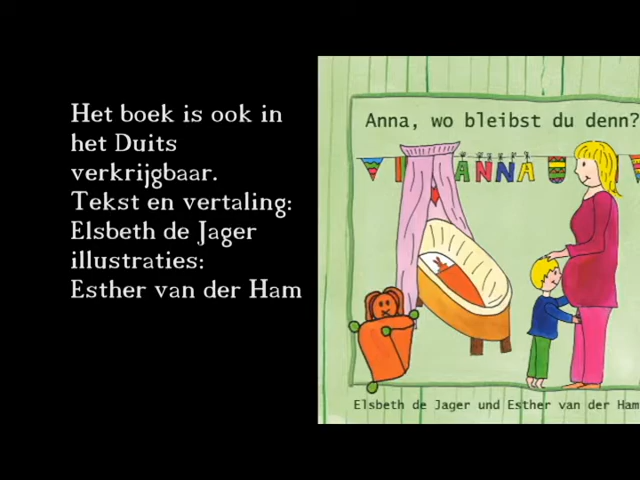 Het boek is ook in
het Duits
verkrijgbaar.
Tekst en vertaling:
Elsbeth de Jager
illustraties:
Esther van der Ham
Anna, wo bleibst du denn?
ANNA
Elsbeth de Jager und Esther van der Ham